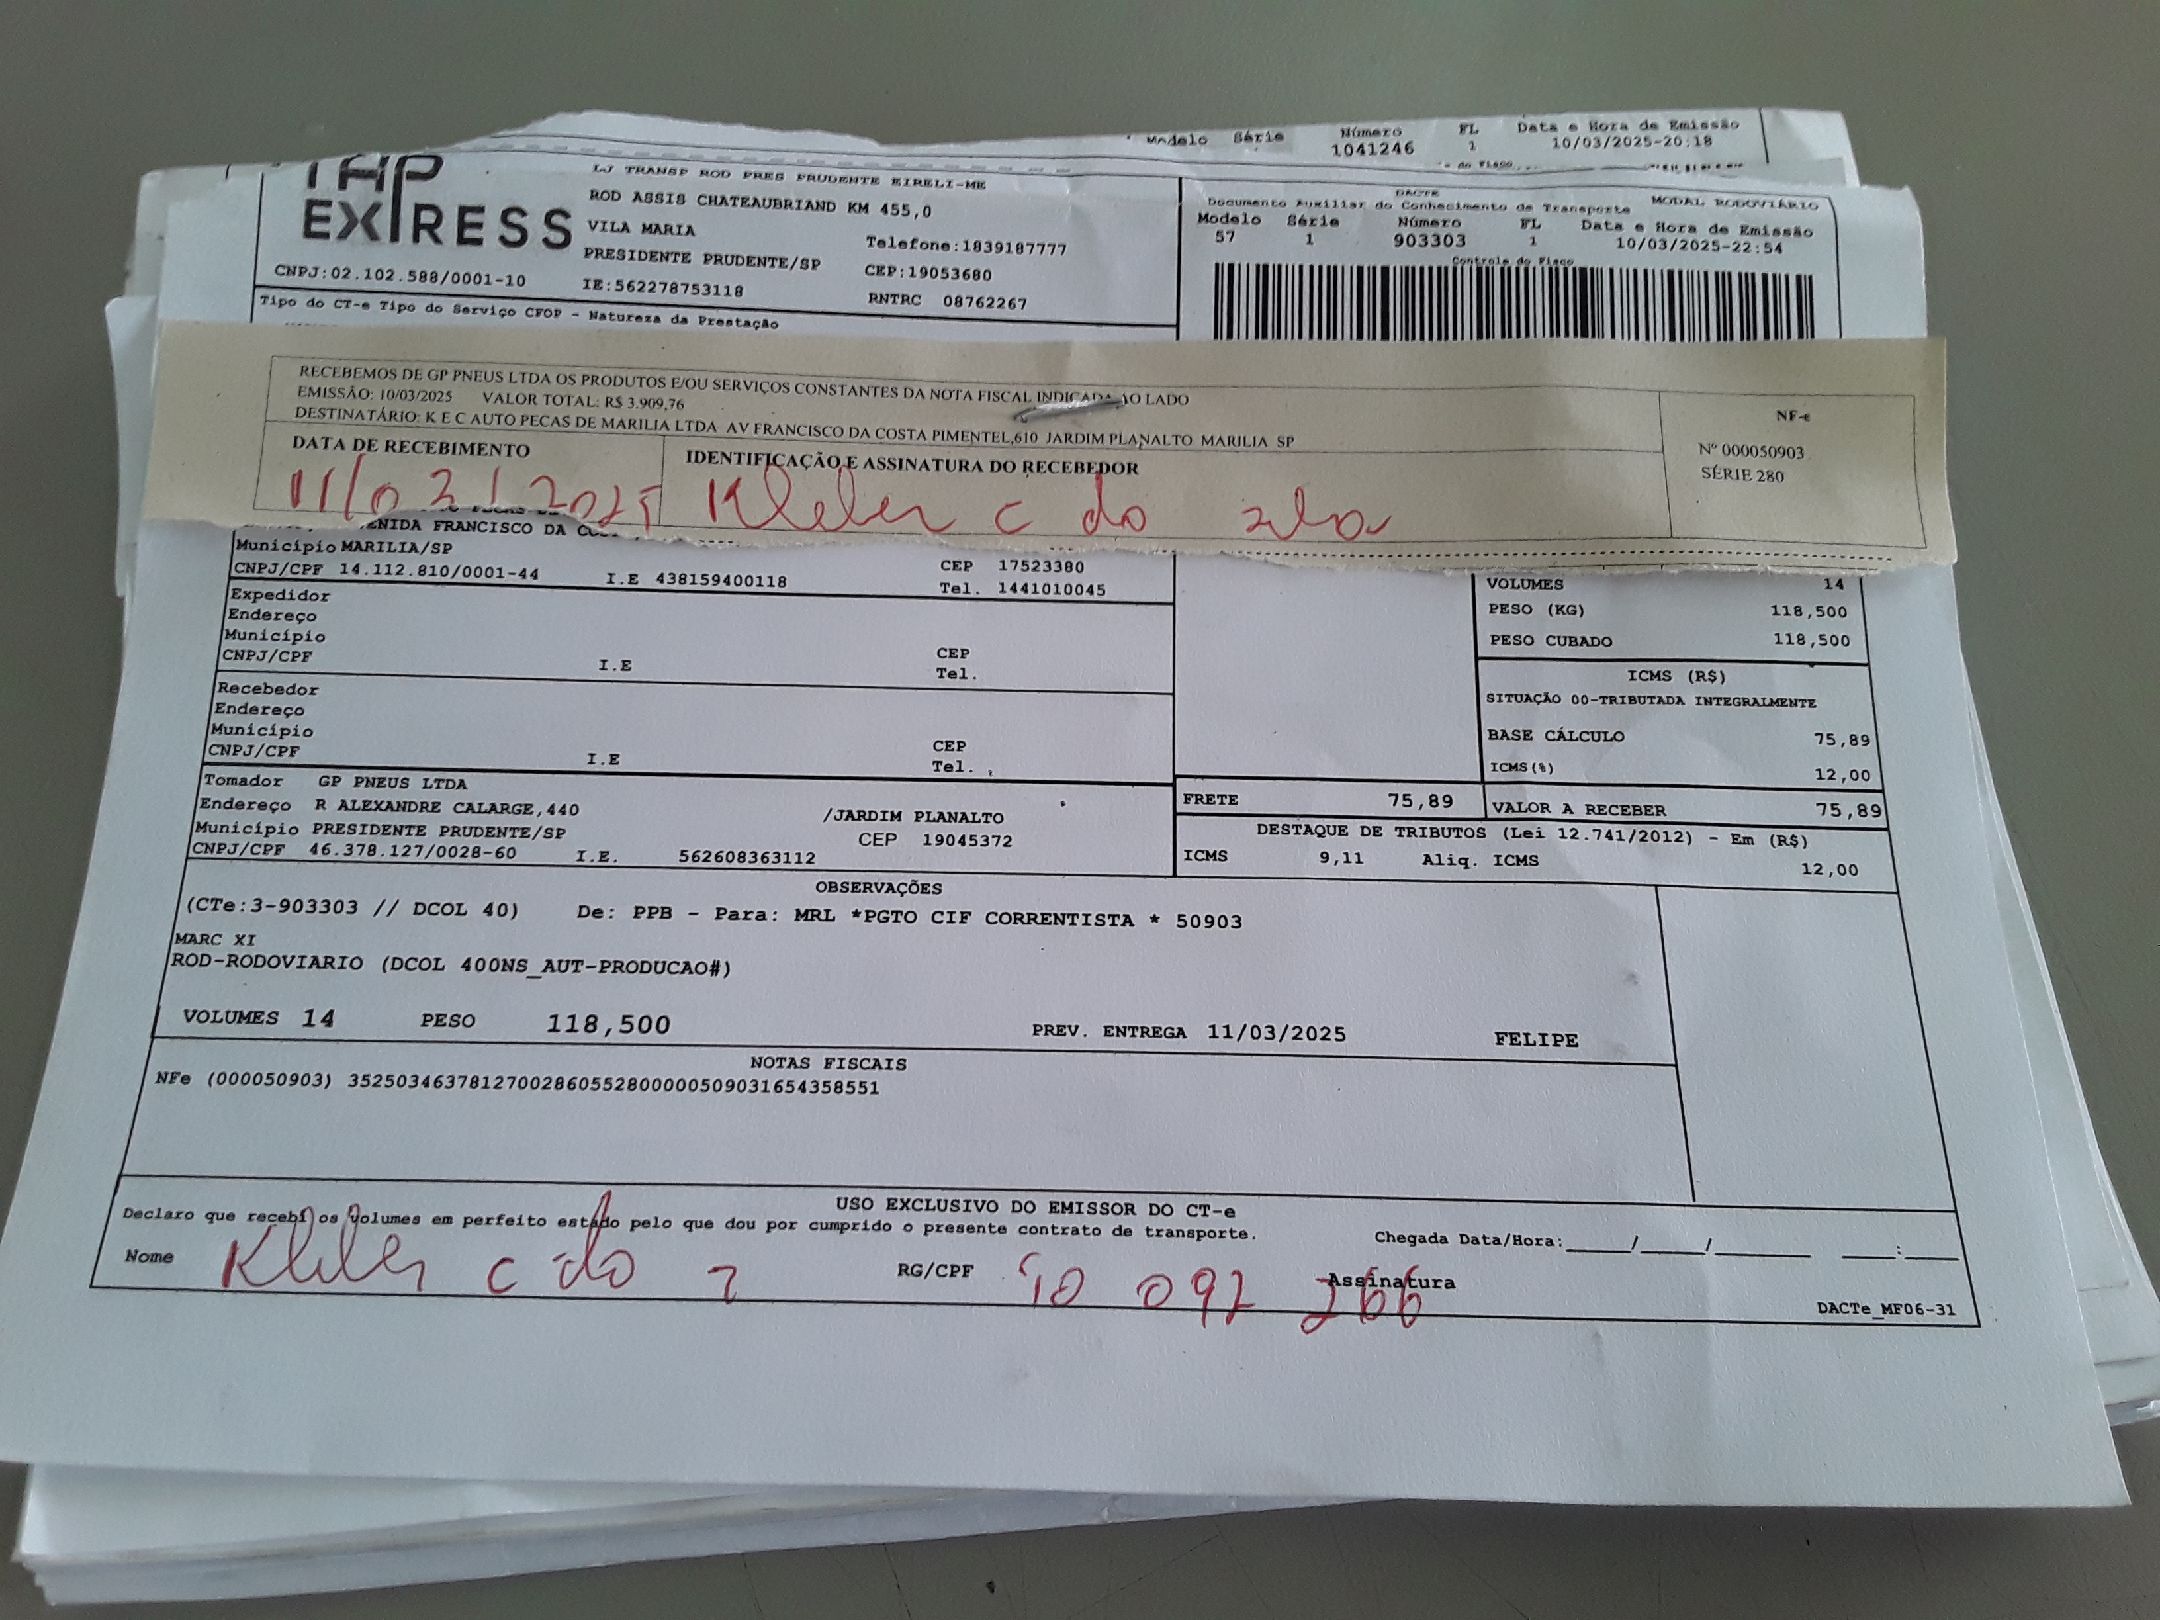 Modelo Série Número FL Data e Hora de Emissão
1041246 1 10/03/2025-20:18
EXPRESS
LJ TRANSP ROD PRES PRUDENTE EIRELI-ME
ROD ASSIS CHATEAUBRIAND KM 455,0
VILA MARIA Telefone:1839187777
PRESIDENTE PRUDENTE/SP CEP:19053680
CNPJ:02.102.588/0001-10 IE:562278753118 RNTRC 08762267
Tipo do CT-e Tipo do Serviço CFOP - Natureza da Prestação
DACTE
Documento Auxiliar do Conhecimento de Transporte MODAL RODOVIÁRIO
Modelo Série Número FL Data e Hora de Emissão
57 1 903303 1 10/03/2025-22:54
Controle do Fisco
RECEBEMOS DE GP PNEUS LTDA OS PRODUTOS E/OU SERVIÇOS CONSTANTES DA NOTA FISCAL INDICADA AO LADO
EMISSÃO: 10/03/2025 VALOR TOTAL: R$ 3.909,76
DESTINATÁRIO: K E C AUTO PECAS DE MARILIA LTDA AV FRANCISCO DA COSTA PIMENTEL,610 JARDIM PLANALTO MARILIA SP
NF-e
Nº 000050903
SÉRIE 280
DATA DE RECEBIMENTO IDENTIFICAÇÃO E ASSINATURA DO RECEBEDOR
11/03/2025 Kleber c do
FRANCISCO DA
Município MARILIA/SP CEP 17523380
CNPJ/CPF 14.112.810/0001-44 I.E 438159400118 Tel. 1441010045
Expedidor
Endereço
Município CEP
CNPJ/CPF I.E Tel.
Recebedor
Endereço
Município CEP
CNPJ/CPF I.E Tel.
Tomador GP PNEUS LTDA
Endereço R ALEXANDRE CALARGE,440 /JARDIM PLANALTO
Município PRESIDENTE PRUDENTE/SP CEP 19045372
CNPJ/CPF 46.378.127/0028-60 I.E. 562608363112
VOLUMES 14
PESO (KG) 118,500
PESO CUBADO 118,500
ICMS (R$)
SITUAÇÃO 00-TRIBUTADA INTEGRALMENTE
BASE CÁLCULO 75,89
ICMS(%) 12,00
FRETE 75,89 VALOR A RECEBER 75,89
DESTAQUE DE TRIBUTOS (Lei 12.741/2012) - Em (R$)
ICMS 9,11 Aliq. ICMS 12,00
OBSERVAÇÕES
(CTe:3-903303 // DCOL 40) De: PPB - Para: MRL *PGTO CIF CORRENTISTA * 50903
MARC XI
ROD-RODOVIARIO (DCOL 400NS_AUT-PRODUCAO#)
VOLUMES 14 PESO 118,500 PREV. ENTREGA 11/03/2025 FELIPE
NOTAS FISCAIS
NFe (000050903) 35250346378127002860552800000509031654358551
USO EXCLUSIVO DO EMISSOR DO CT-e
Declaro que recebi os volumes em perfeito estado pelo que dou por cumprido o presente contrato de transporte.
Chegada Data/Hora:_____/_____/________ ____:____
Nome Kleber c do RG/CPF 40 092 266 Assinatura
DACTe_MF06-31